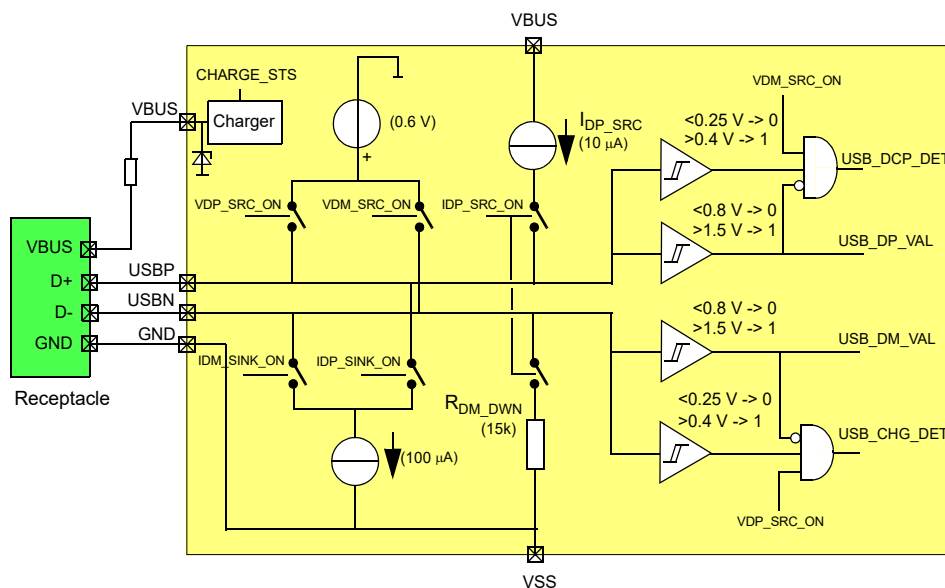 VBUS
CHARGE_STS
VBUS
Charger
(0.6 V)
+
I_DP_SRC
(10 µA)
VDM_SRC_ON
<0.25 V -> 0
>0.4 V -> 1
USB_DCP_DET
VDP_SRC_ON
VDM_SRC_ON
IDP_SRC_ON
<0.8 V -> 0
>1.5 V -> 1
USB_DP_VAL
VBUS
D+
D-
GND
Receptacle
USBP
USBN
GND
IDM_SINK_ON
IDP_SINK_ON
(100 µA)
R_DM_DWN
(15k)
<0.8 V -> 0
>1.5 V -> 1
USB_DM_VAL
<0.25 V -> 0
>0.4 V -> 1
USB_CHG_DET
VDP_SRC_ON
VSS